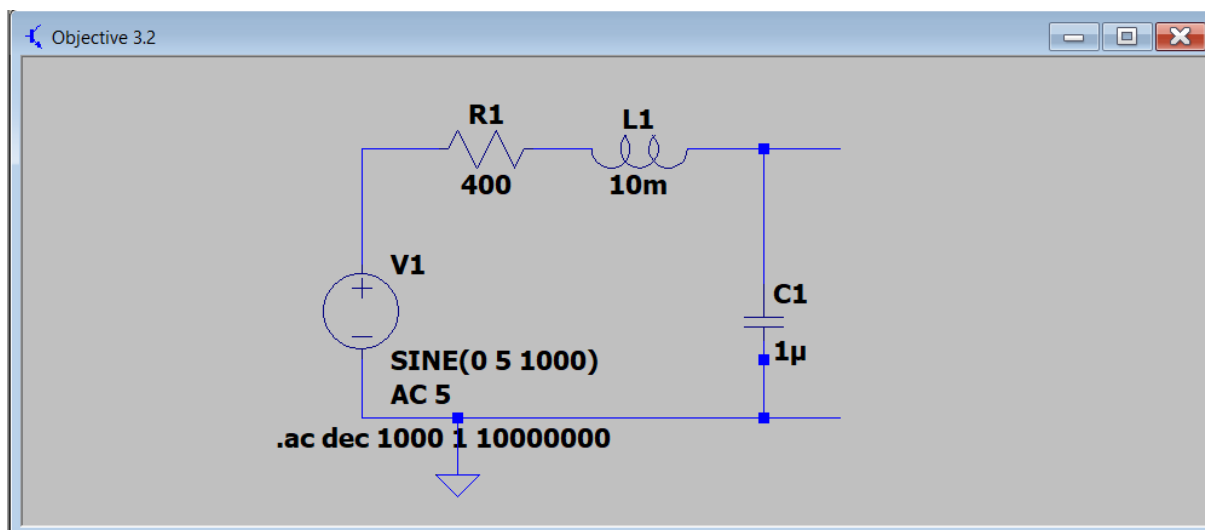 Objective 3.2
R1
L1
400
10m
V1
C1
1µ
SINE(0 5 1000)
AC 5
.ac dec 1000 1 10000000